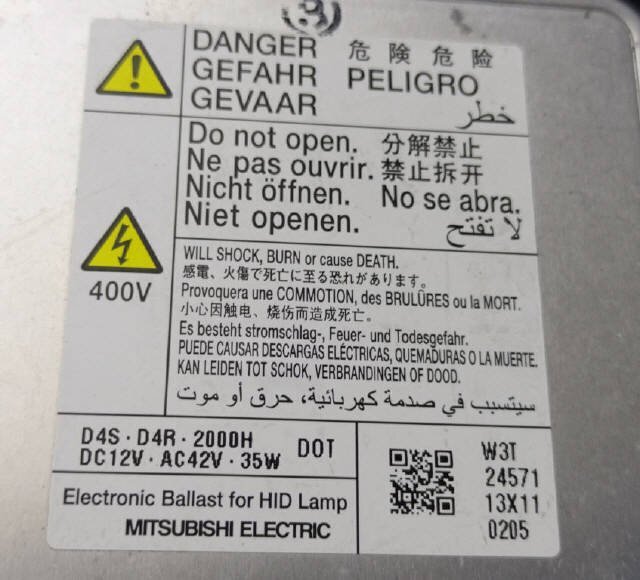 DANGER 危険 危险
GEFAHR PELIGRO
GEVAAR خطر
Do not open. 分解禁止
Ne pas ouvrir. 禁止拆开
Nicht öffnen. No se abra.
Niet openen. لا تفتح
400V
WILL SHOCK, BURN or cause DEATH.
感電、火傷で死亡に至る恐れがあります。
Provoquera une COMMOTION, des BRULÛRES ou la MORT.
小心因触电、烧伤而造成死亡。
Es besteht stromschlag-, Feuer- und Todesgefahr.
PUEDE CAUSAR DESCARGAS ELÉCTRICAS, QUEMADURAS O LA MUERTE.
KAN LEIDEN TOT SCHOK, VERBRANDINGEN OF DOOD.
سيتسبب في صدمة كهربائية، حرق أو موت
D4S · D4R · 2000H DOT
DC12V · AC42V · 35W
Electronic Ballast for HID Lamp
MITSUBISHI ELECTRIC
W3T
24571
13X11
0205